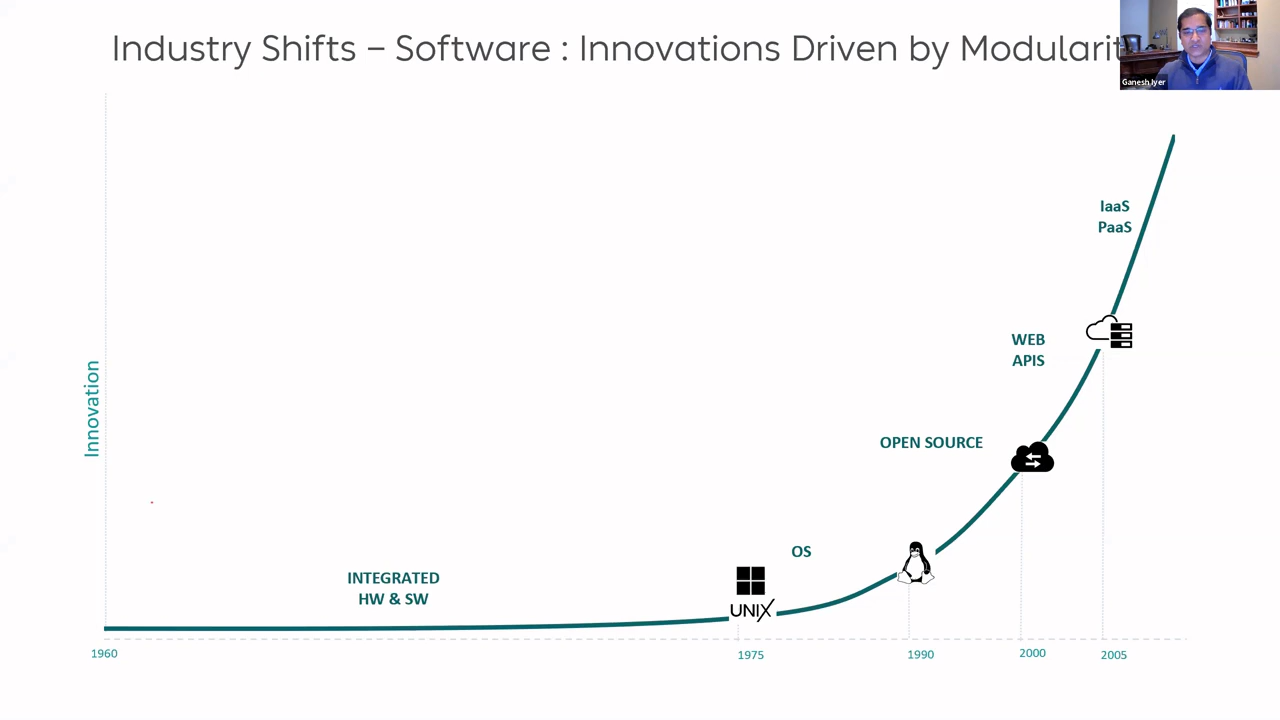 Industry Shifts – Software : Innovations Driven by Modularit
Ganesh Iyer
IaaS
PaaS
WEB
APIS
Innovation
OPEN SOURCE
OS
INTEGRATED
HW & SW
UNIX
1960
1975
1990
2000
2005